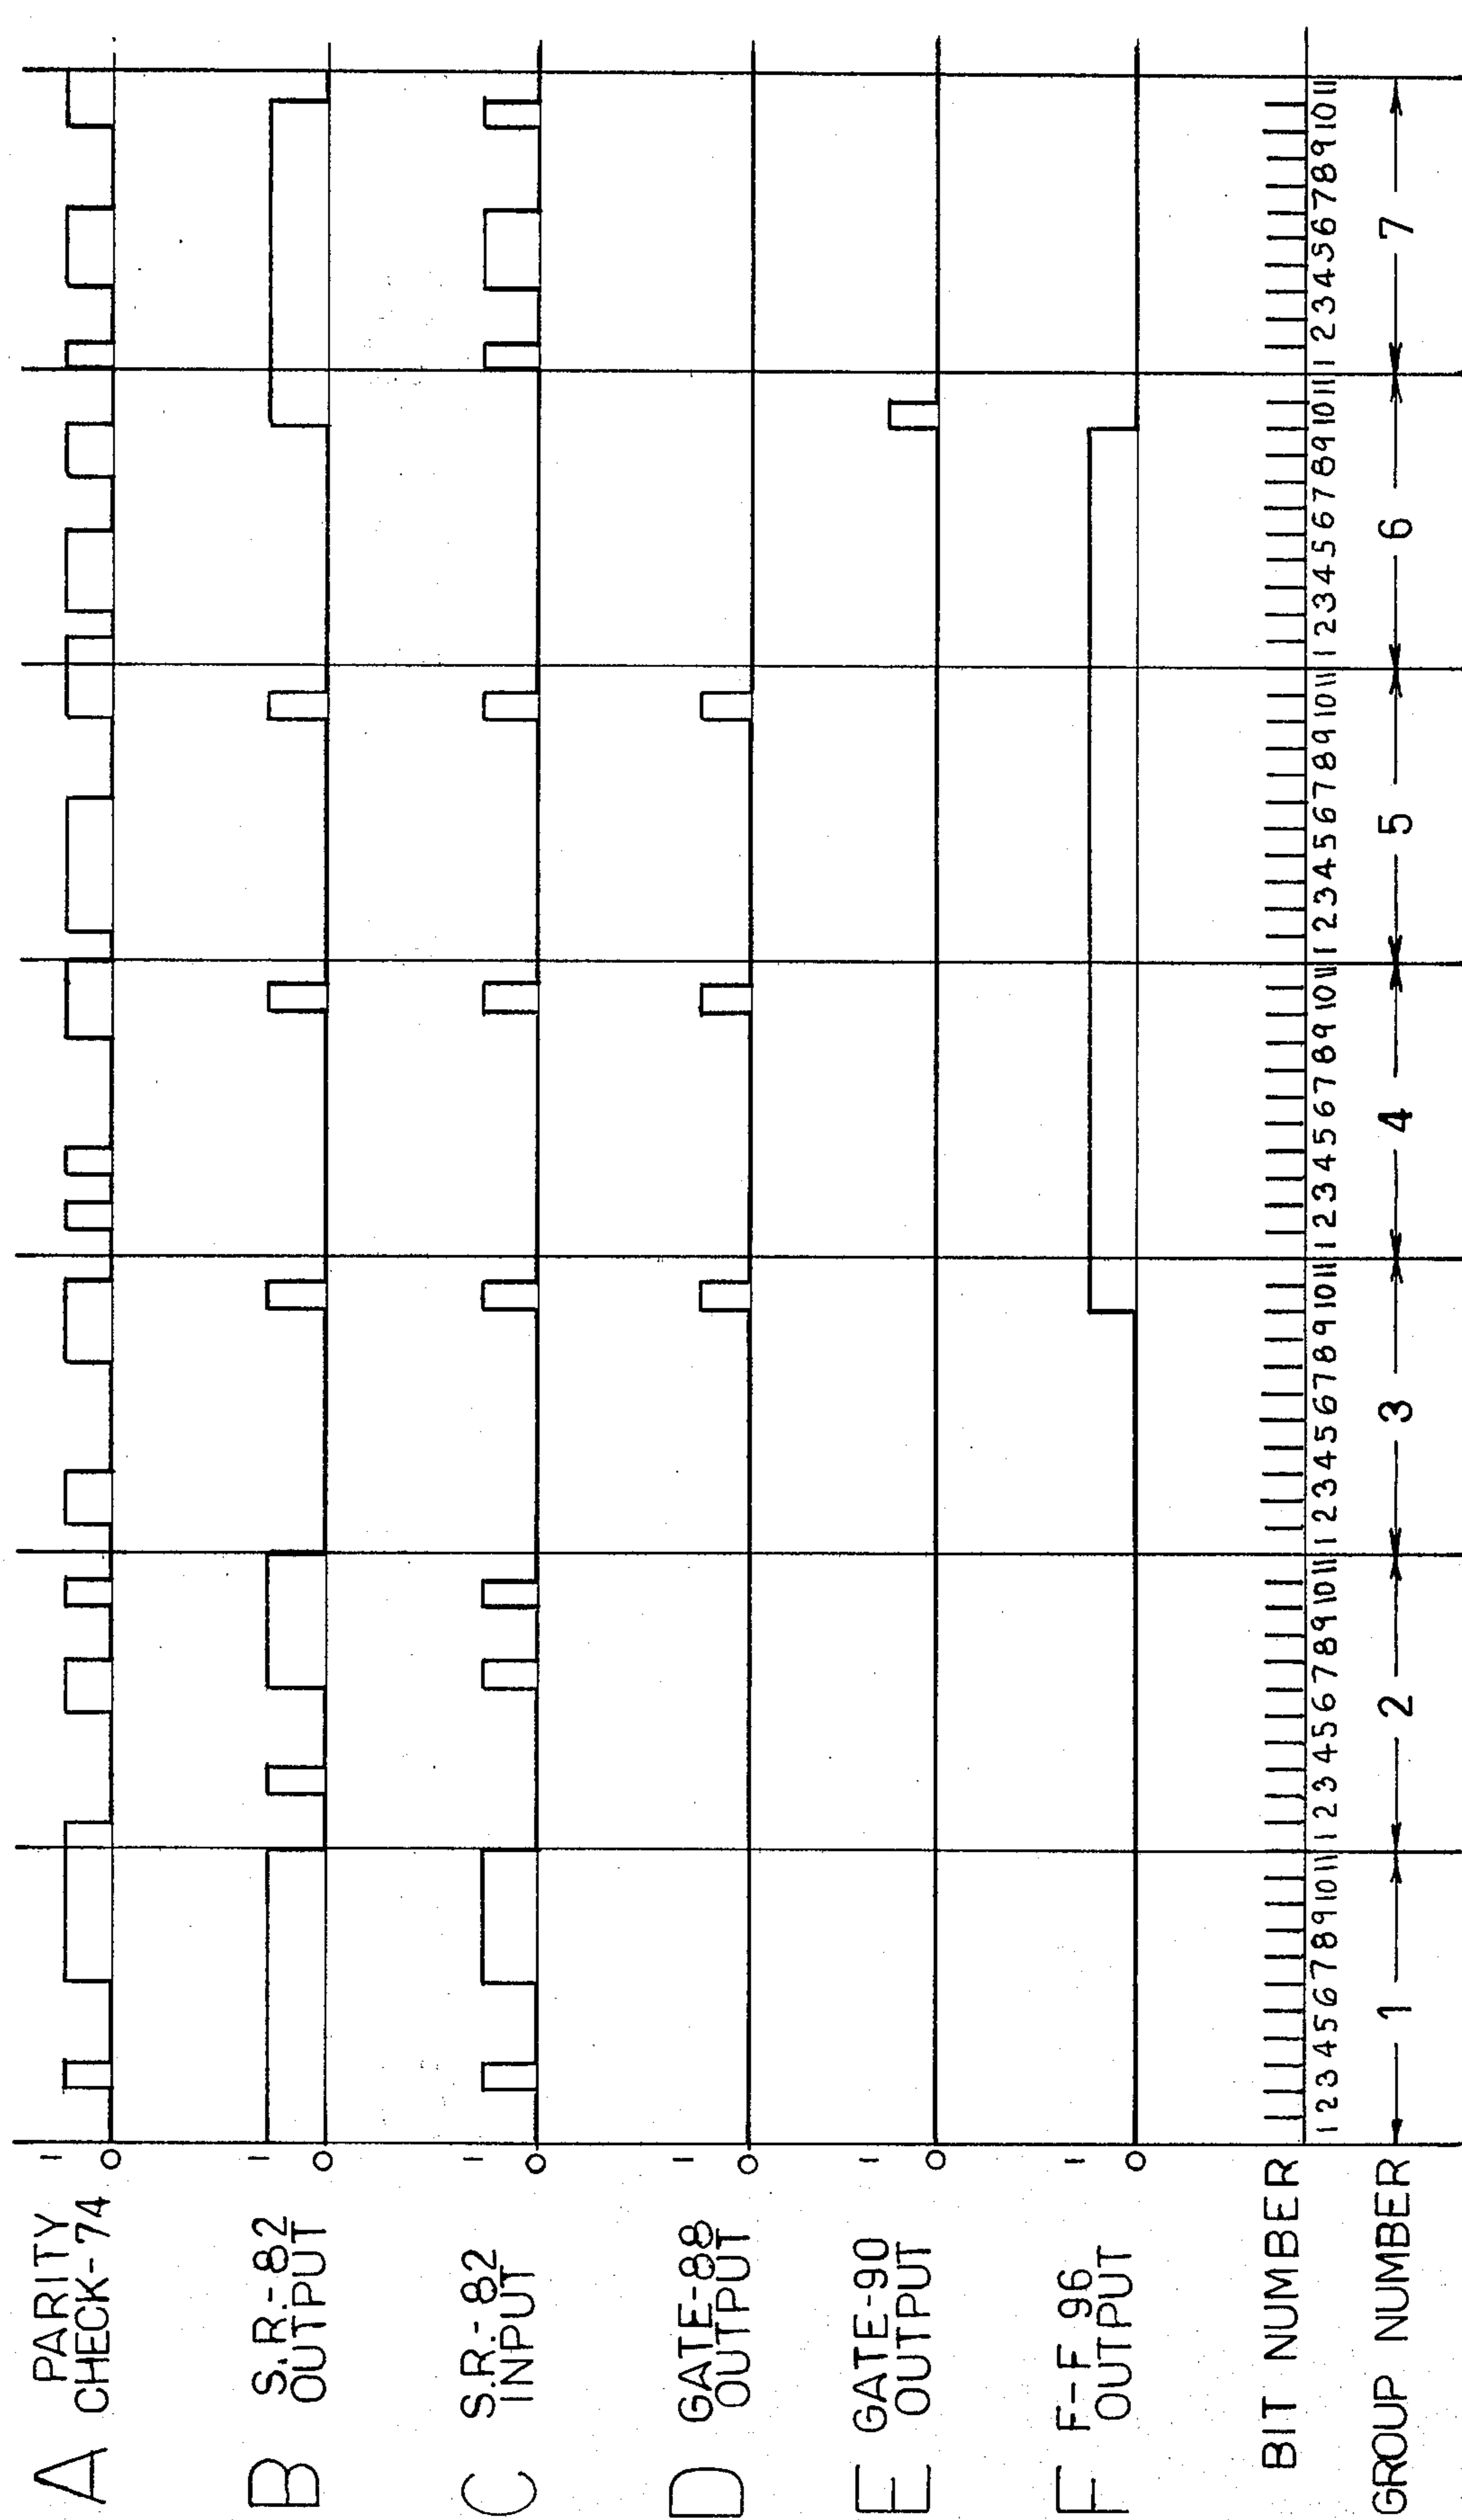 A PARITY
CHECK-74
1
0
B S.R.-82
OUTPUT
1
0
C S.R.-82
INPUT
1
0
D GATE-88
OUTPUT
1
0
E GATE-90
OUTPUT
1
0
F F-F 96
OUTPUT
1
0
BIT NUMBER
1 2 3 4 5 6 7 8 9 10 11 1 2 3 4 5 6 7 8 9 10 11 1 2 3 4 5 6 7 8 9 10 11 1 2 3 4 5 6 7 8 9 10 11 1 2 3 4 5 6 7 8 9 10 11 1 2 3 4 5 6 7 8 9 10 11 1 2 3 4 5 6 7 8 9 10 11
GROUP NUMBER
1 2 3 4 5 6 7